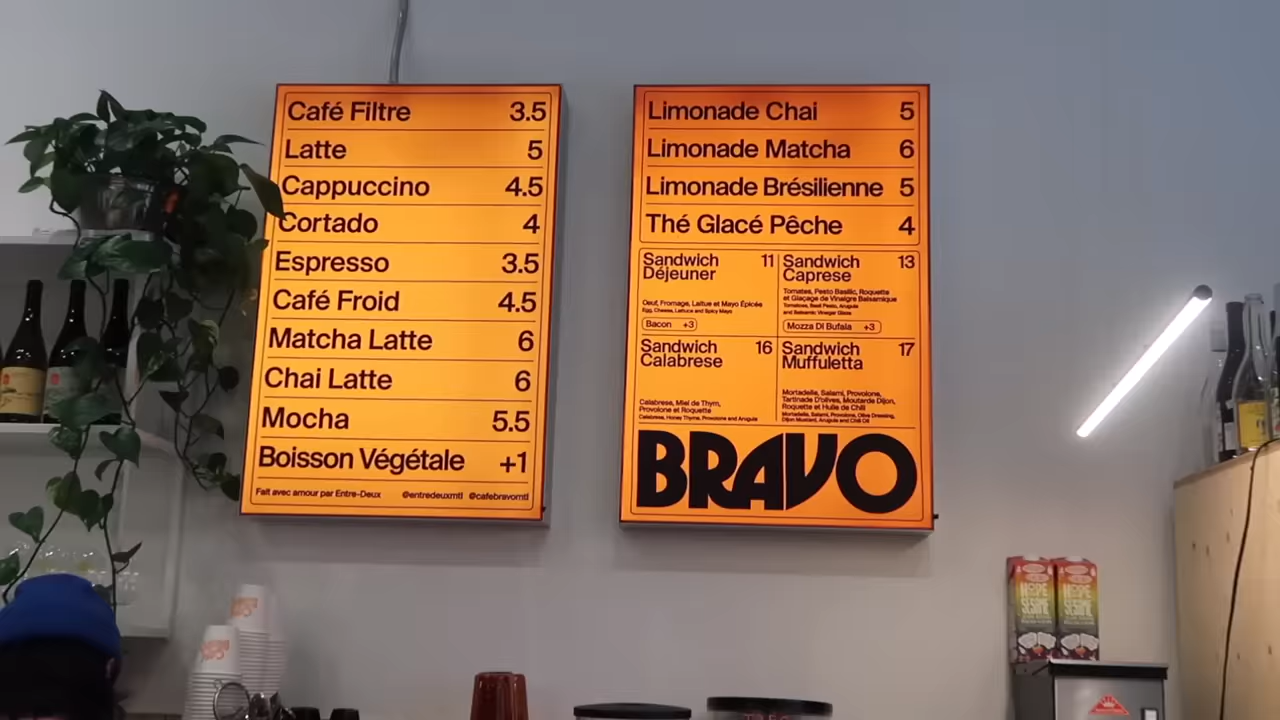 Café Filtre 3.5
Latte 5
Cappuccino 4.5
Cortado 4
Espresso 3.5
Café Froid 4.5
Matcha Latte 6
Chai Latte 6
Mocha 5.5
Boisson Végétale +1
Fait avec amour par Entre-Deux @entredeuxmtl @cafebravomtl
Limonade Chai 5
Limonade Matcha 6
Limonade Brésilienne 5
Thé Glacé Pêche 4
Sandwich 11
Déjeuner
Oeuf, Fromage, Laitue et Mayo Épicée
Egg, Cheese, Lettuce and Spicy Mayo
Bacon +3
Sandwich 13
Caprese
Tomates, Pesto Basilic, Roquette
et Glaçage de Vinaigre Balsamique
Tomatoes, Basil Pesto, Arugula
and Balsamic Vinegar Glaze
Mozza Di Bufala +3
Sandwich 16
Calabrese
Calabrese, Miel de Thym,
Provolone et Roquette
Calabrese, Honey Thyme, Provolone and Arugula
Sandwich 17
Muffuletta
Mortadelle, Salami, Provolone,
Tartinade D'olives, Moutarde Dijon,
Roquette et Huile de Chili
Mortadelle, Salami, Provolone, Olive Dressing,
Dijon Mustard, Arugula and Chili Oil
BRAVO
HOPE
SESAME
HOPE
SESAME